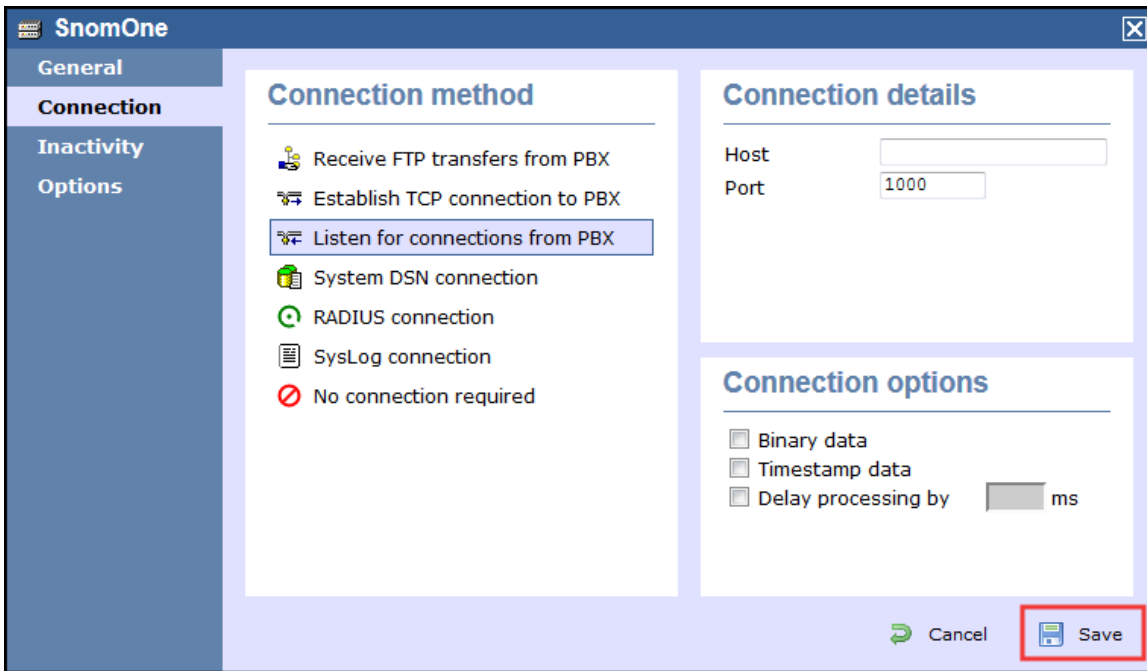 SnomOne
General
Connection
Inactivity
Options
Connection method
Receive FTP transfers from PBX
Establish TCP connection to PBX
Listen for connections from PBX
System DSN connection
RADIUS connection
SysLog connection
No connection required
Connection details
Host
Port 1000
Connection options
Binary data
Timestamp data
Delay processing by ms
Cancel Save